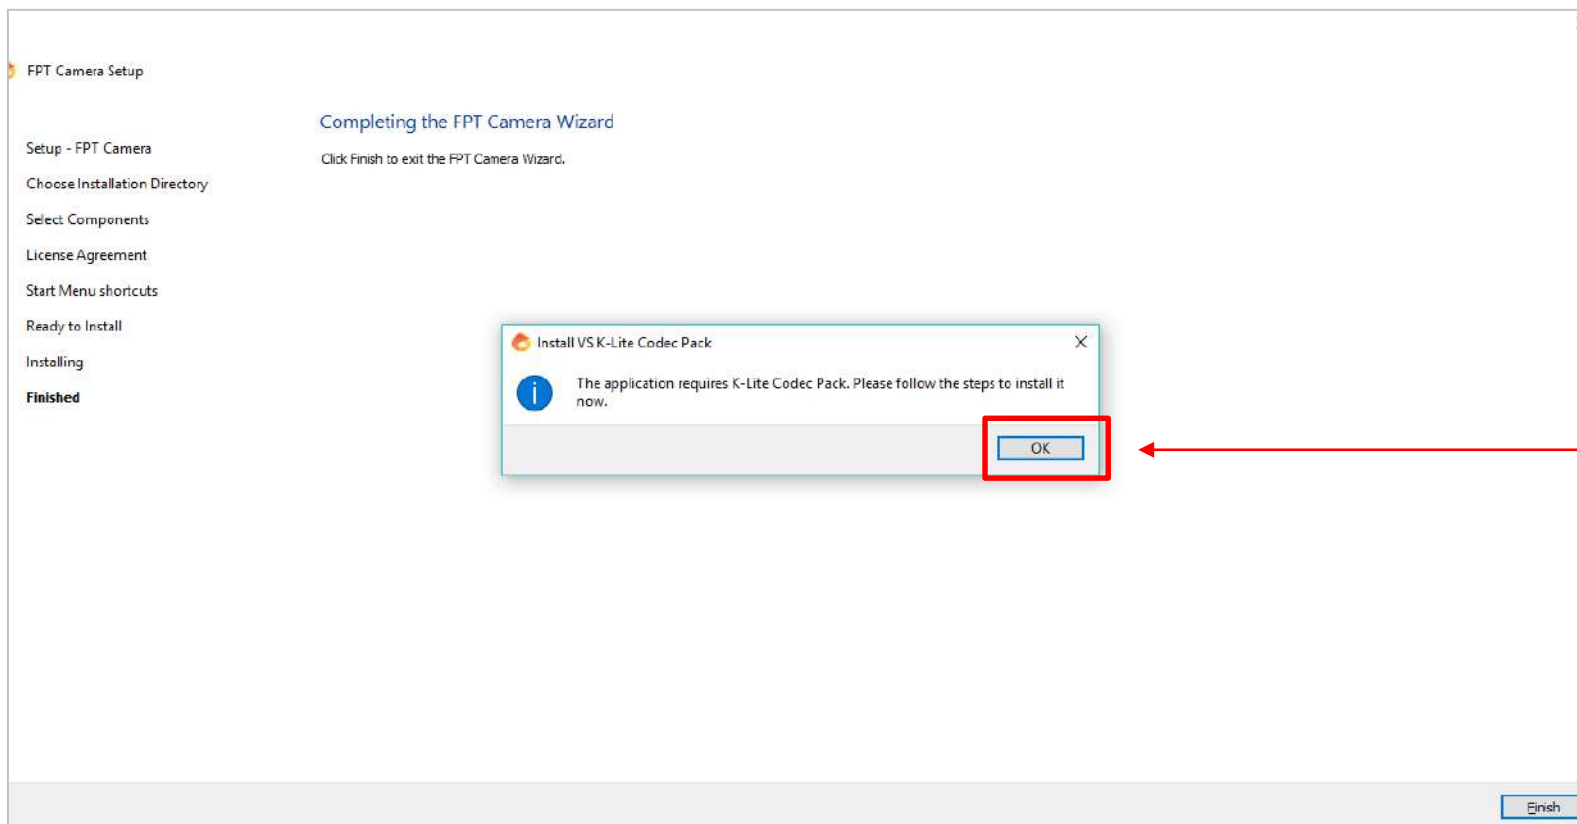 FPT Camera Setup
Completing the FPT Camera Wizard
Click Finish to exit the FPT Camera Wizard.
Setup - FPT Camera
Choose Installation Directory
Select Components
License Agreement
Start Menu shortcuts
Ready to Install
Installing
Finished
Install VS K-Lite Codec Pack
The application requires K-Lite Codec Pack. Please follow the steps to install it
now.
OK
Finish